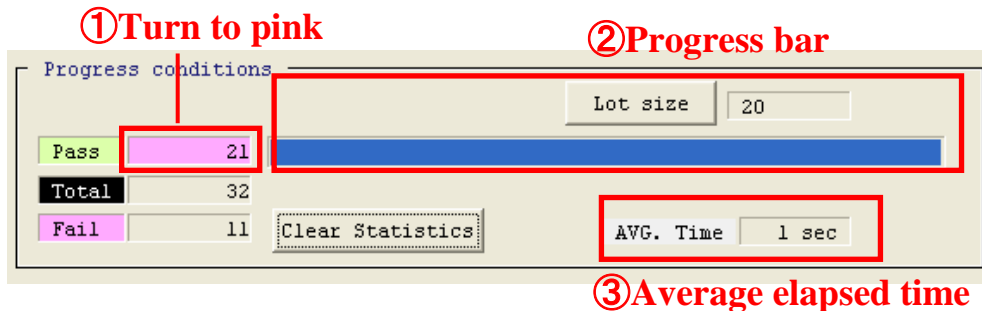 ①Turn to pink
②Progress bar
Progress conditions
Lot size 20
Pass 21
Total 32
Fail 11 Clear Statistics AVG. Time 1 sec
③Average elapsed time